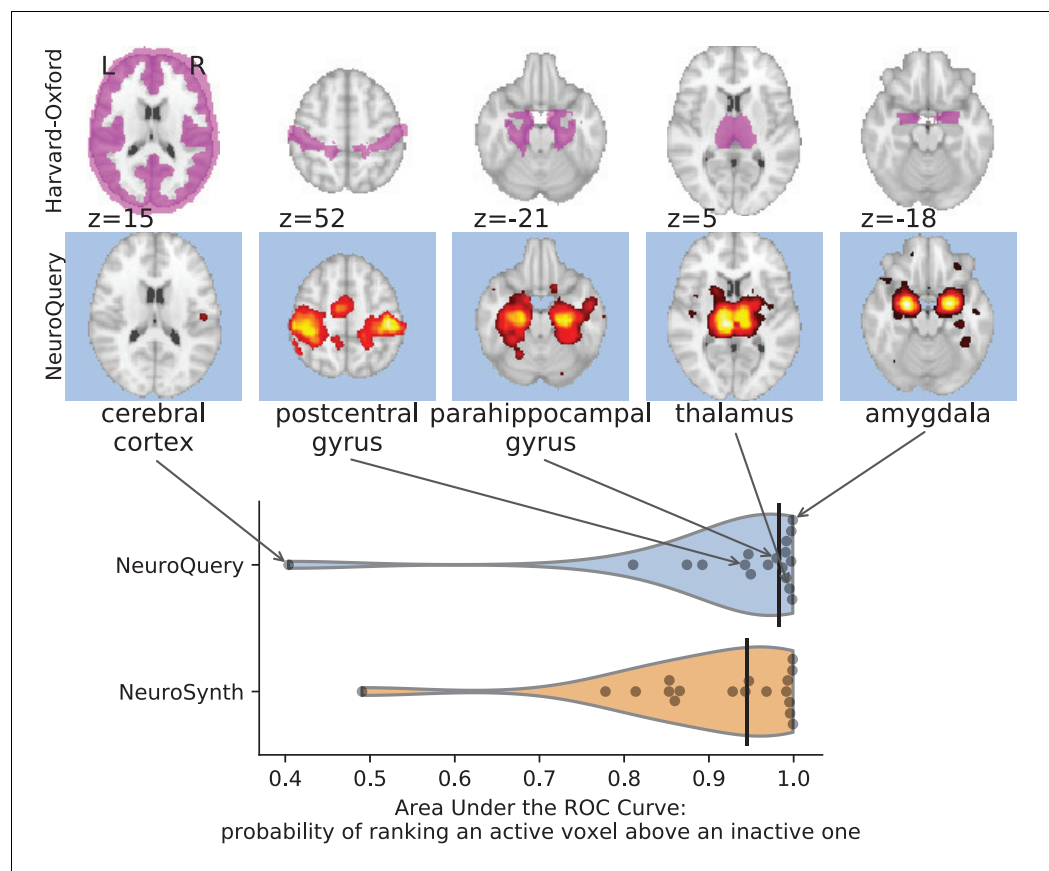 Harvard-Oxford
L R
z=15 z=52 z=-21 z=5 z=-18
NeuroQuery
cerebral cortex
postcentral gyrus
parahippocampal gyrus
thalamus
amygdala
NeuroQuery
NeuroSynth
0.4 0.5 0.6 0.7 0.8 0.9 1.0
Area Under the ROC Curve:
probability of ranking an active voxel above an inactive one